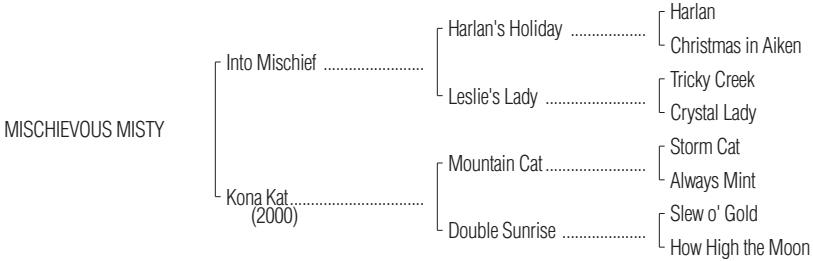 Harlan
Harlan's Holiday ....................
Christmas in Aiken
Into Mischief ..........................
Tricky Creek
Leslie's Lady ..........................
Crystal Lady
MISCHIEVOUS MISTY
Storm Cat
Mountain Cat..........................
Always Mint
Kona Kat...................................
(2000)
Slew o' Gold
Double Sunrise ......................
How High the Moon